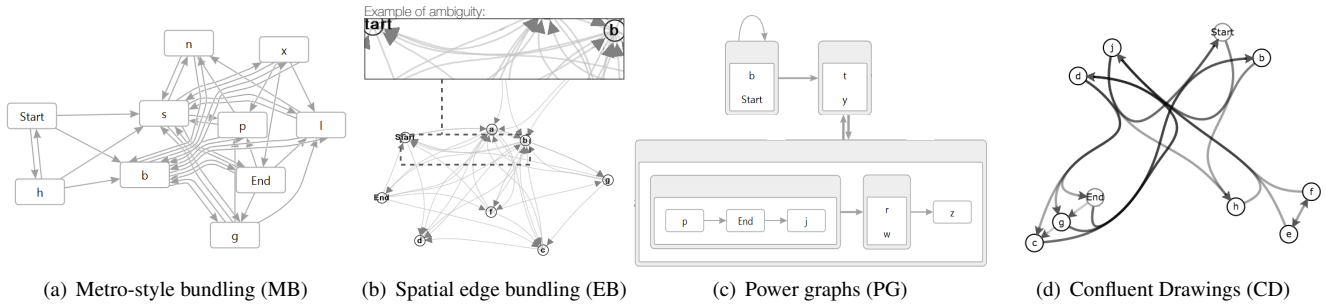 n
x
Start
s
p
l
h
b
End
g
(a) Metro-style bundling (MB)
Example of ambiguity:
tart
b
Start
a
b
g
End
f
d
c
(b) Spatial edge bundling (EB)
b
Start
t
y
p
End
j
r
w
z
(c) Power graphs (PG)
Start
j
b
d
End
g
c
h
f
e
(d) Confluent Drawings (CD)